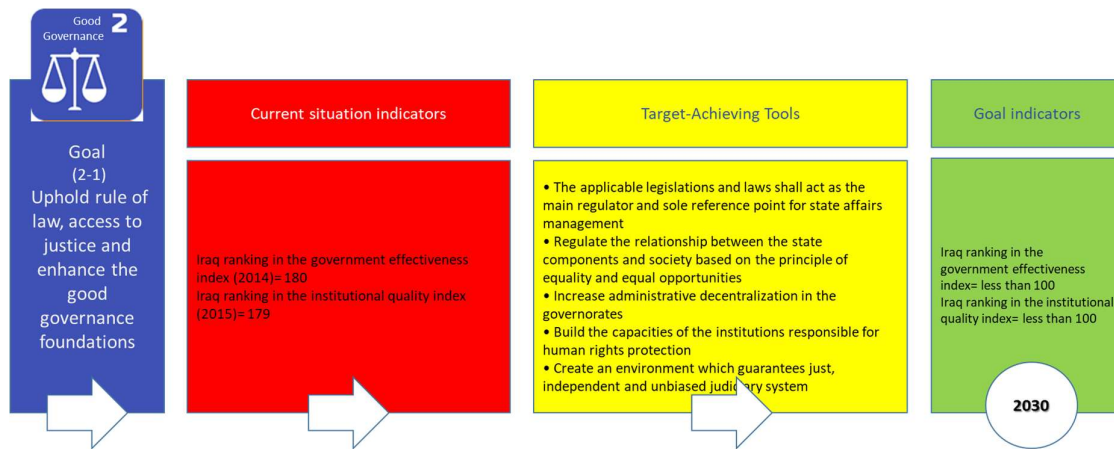 Good 2
Governance
Goal
(2-1)
Uphold rule of
law, access to
justice and
enhance the
good
governance
foundations
Current situation indicators
Iraq ranking in the government effectiveness
index (2014)= 180
Iraq ranking in the institutional quality index
(2015)= 179
Target-Achieving Tools
• The applicable legislations and laws shall act as the
main regulator and sole reference point for state affairs
management
• Regulate the relationship between the state
components and society based on the principle of
equality and equal opportunities
• Increase administrative decentralization in the
governorates
• Build the capacities of the institutions responsible for
human rights protection
• Create an environment which guarantees just,
independent and unbiased judiciary system
Goal indicators
Iraq ranking in the
government effectiveness
index= less than 100
Iraq ranking in the institutional
quality index= less than 100
2030